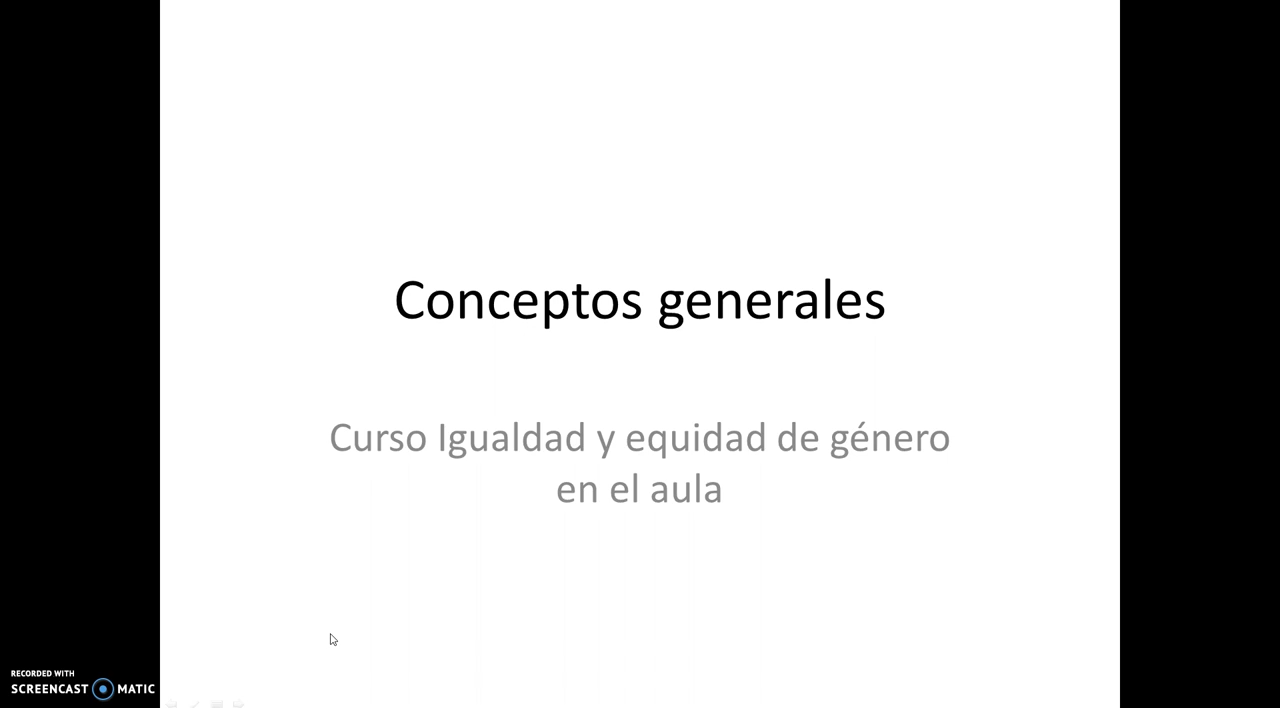 Conceptos generales
Curso Igualdad y equidad de género
en el aula
RECORDED WITH
SCREENCAST MATIC